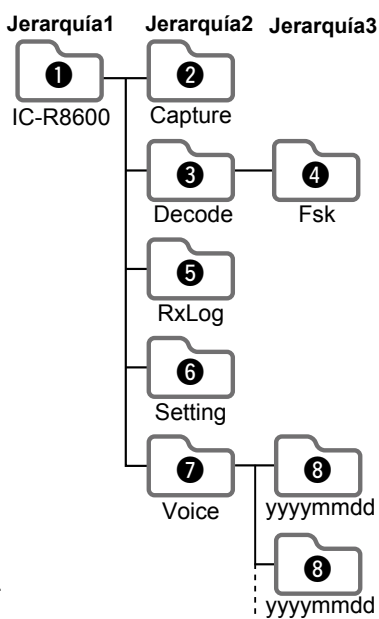 Jerarquía1 Jerarquía2 Jerarquía3
❶ ❷
IC-R8600 Capture
❸ ❹
Decode Fsk
❺
RxLog
❻
Setting
❼ ❽
Voice yyyymmdd
❽
yyyymmdd